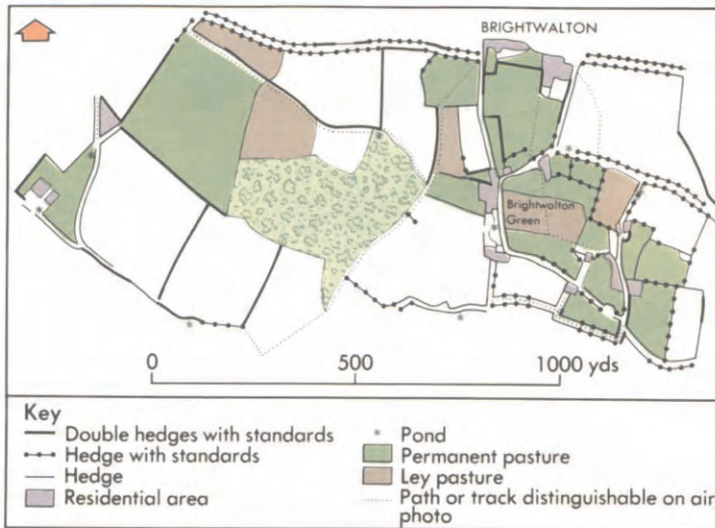 BRIGHTWALTON
Brightwalton
Green
0 500 1000 yds
Key
Double hedges with standards
Hedge with standards
Hedge
Residential area
Pond
Permanent pasture
Ley pasture
Path or track distinguishable on air
photo